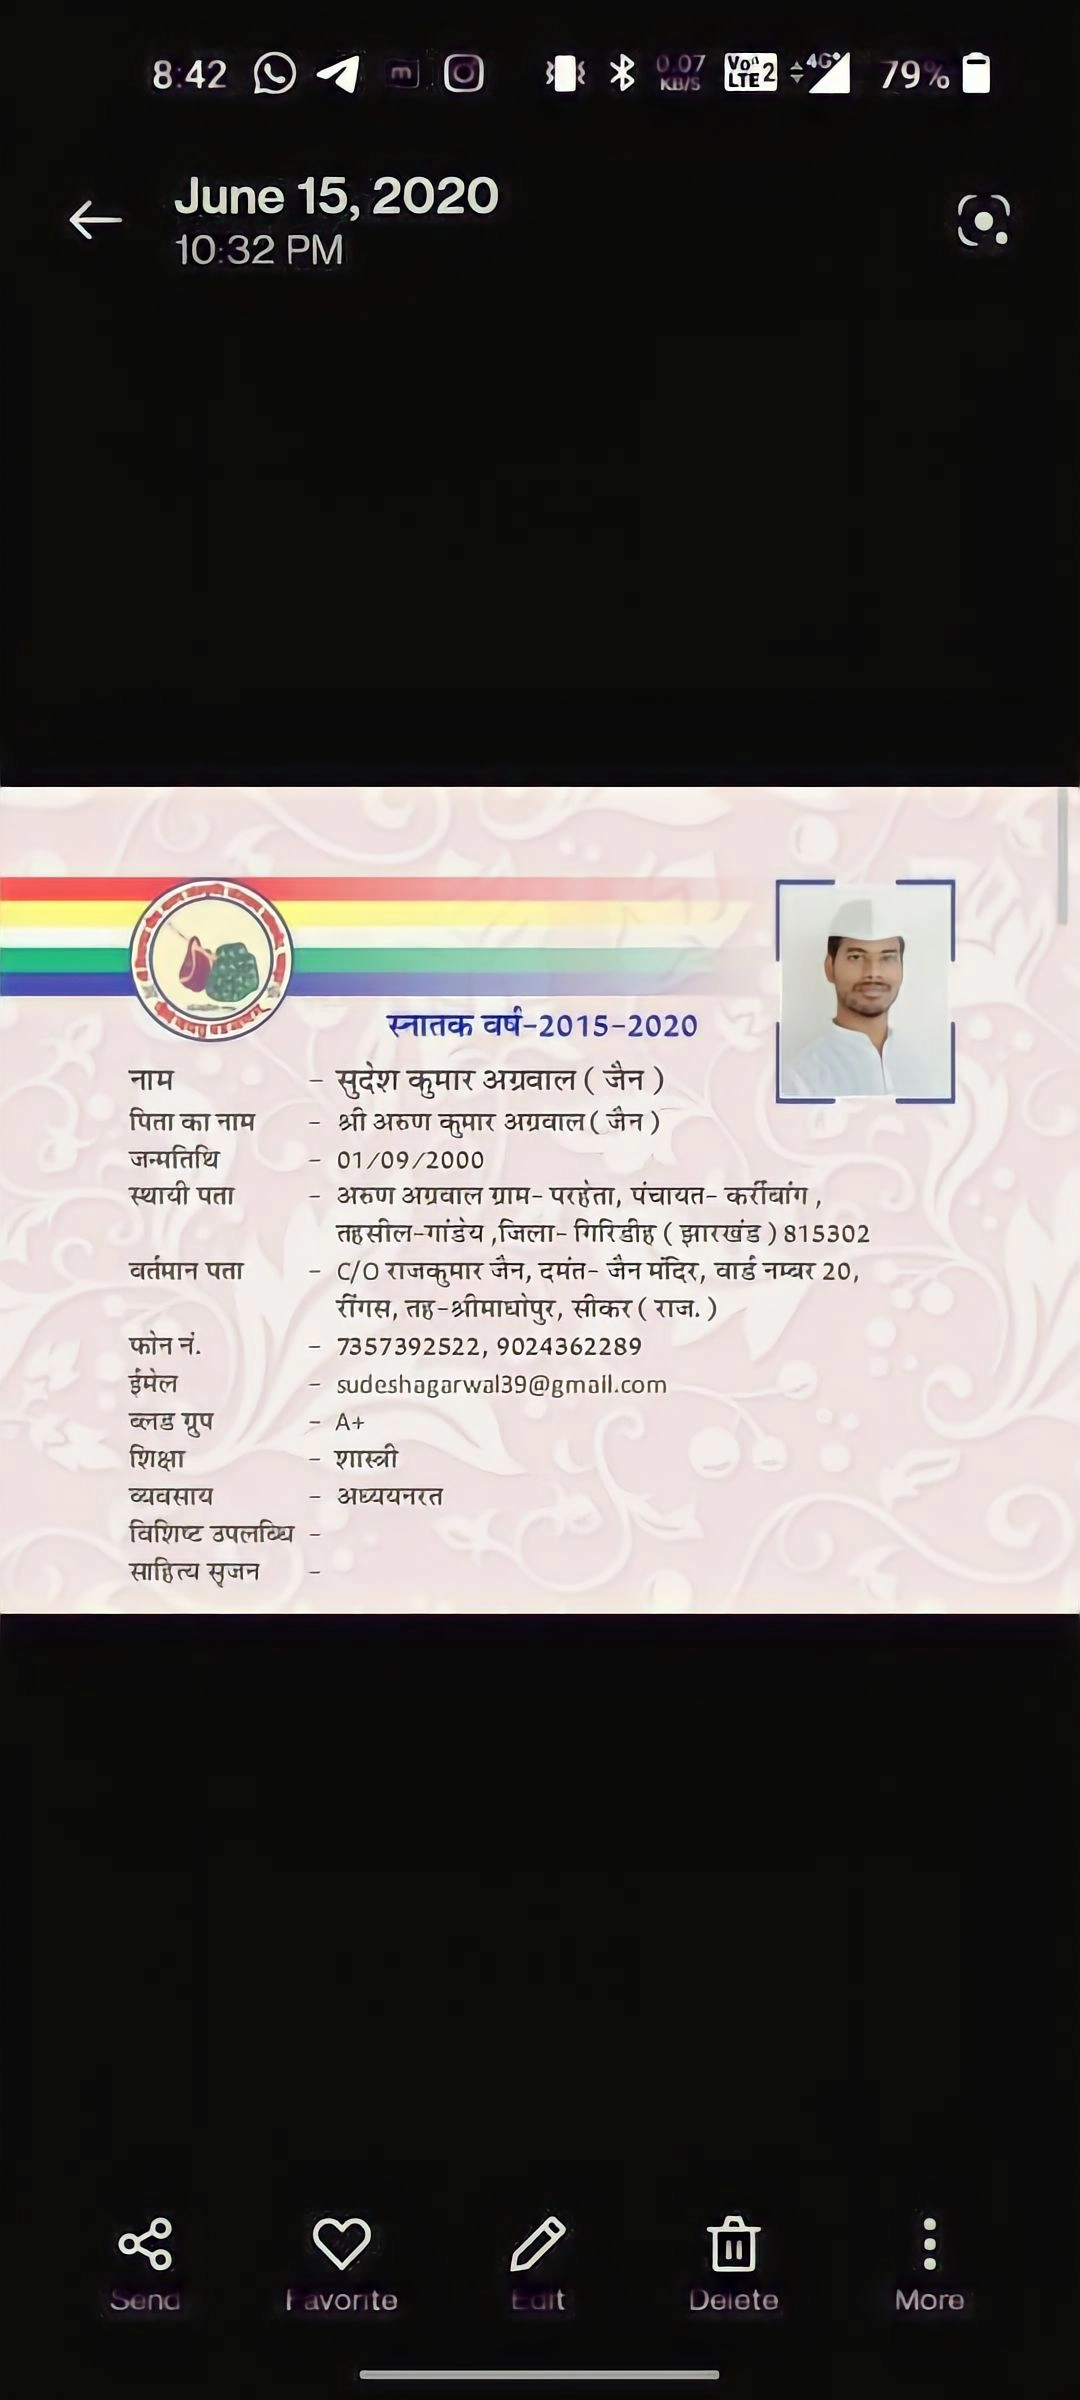 8:42 0.07 KB/S Vo LTE 2 4G 79%
June 15, 2020
10:32 PM
स्नातक वर्ष-2015-2020
नाम - सुदेश कुमार अग्रवाल ( जैन )
पिता का नाम - श्री अरुण कुमार अग्रवाल ( जैन )
जन्मतिथि - 01/09/2000
स्थायी पता - अरुण अग्रवाल ग्राम- परहेता, पंचायत- कर्रीबांग ,
तहसील-गांडेय ,जिला- गिरिडीह ( झारखंड ) 815302
वर्तमान पता - C/O राजकुमार जैन, दमंत- जैन मंदिर, वार्ड नम्बर 20,
रींगस, तह-श्रीमाधोपुर, सीकर ( राज. )
फोन नं. - 7357392522, 9024362289
ईमेल - sudeshagarwal39@gmail.com
ब्लड ग्रुप - A+
शिक्षा - शास्त्री
व्यवसाय - अध्ययनरत
विशिष्ट उपलब्धि -
साहित्य सृजन -
Send Favorite Edit Delete More